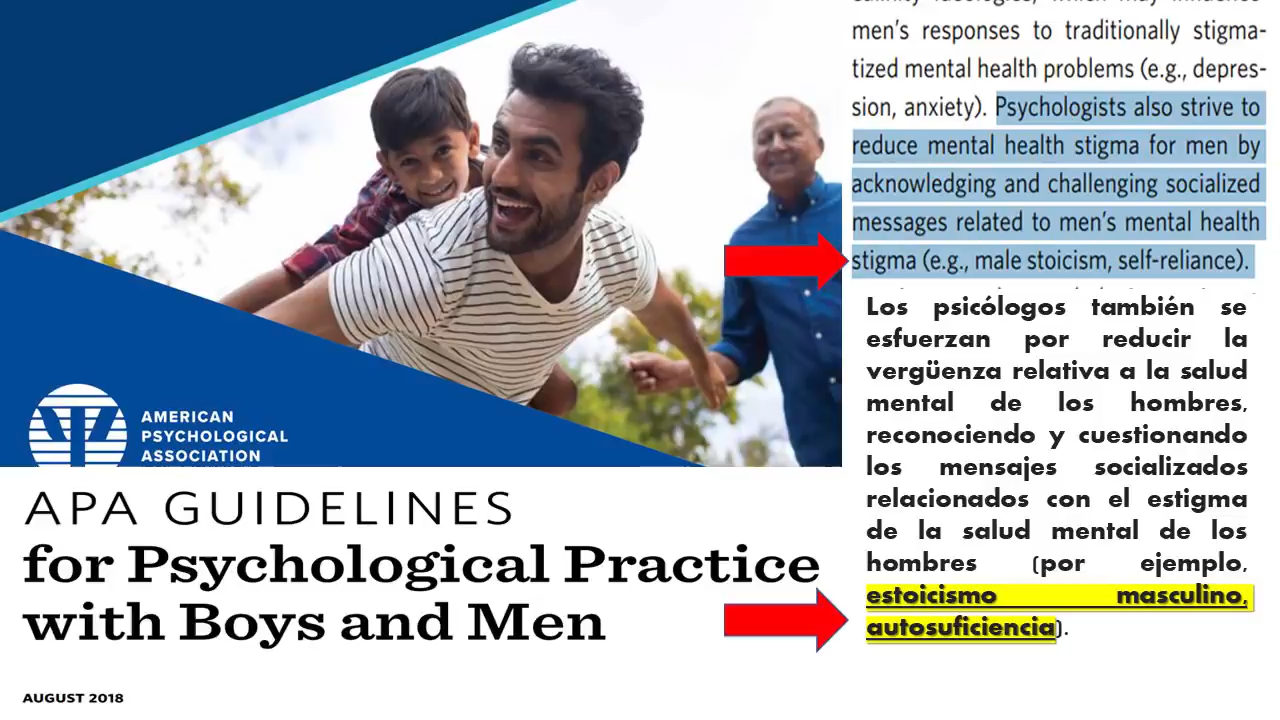 men's responses to traditionally stigma-
tized mental health problems (e.g., depres-
sion, anxiety). Psychologists also strive to
reduce mental health stigma for men by
acknowledging and challenging socialized
messages related to men's mental health
stigma (e.g., male stoicism, self-reliance).
Los psicólogos también se
esfuerzan por reducir la
vergüenza relativa a la salud
mental de los hombres,
reconociendo y cuestionando
los mensajes socializados
relacionados con el estigma
de la salud mental de los
hombres (por ejemplo,
estoicismo masculino,
autosuficiencia).
AMERICAN
PSYCHOLOGICAL
ASSOCIATION
APA GUIDELINES
for Psychological Practice
with Boys and Men
AUGUST 2018